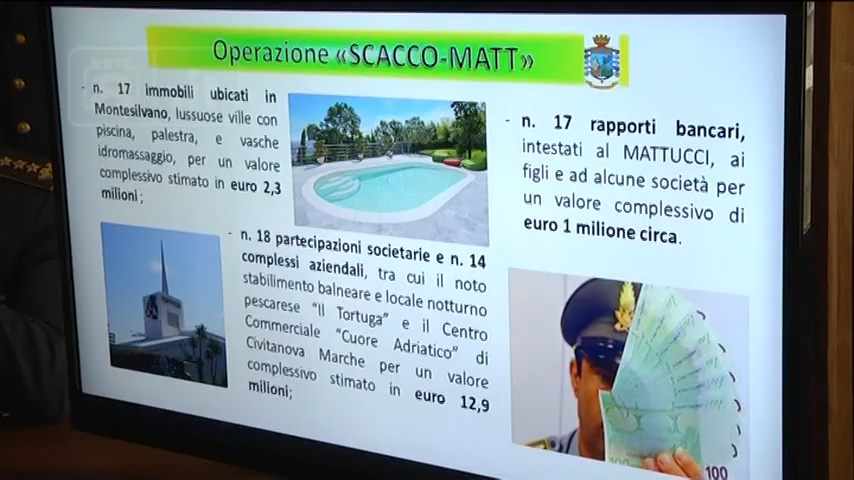 Operazione «SCACCO-MATT»
- n. 17 immobili ubicati in
Montesilvano, lussuose ville con
piscina, palestra, e vasche
idromassaggio, per un valore
complessivo stimato in euro 2,3
milioni ;
- n. 18 partecipazioni societarie e n. 14
complessi aziendali, tra cui il noto
stabilimento balneare e locale notturno
pescarese “Il Tortuga” e il Centro
Commerciale “Cuore Adriatico” di
Civitanova Marche per un valore
complessivo stimato in euro 12,9
milioni;
- n. 17 rapporti bancari,
intestati al MATTUCCI, ai
figli e ad alcune società per
un valore complessivo di
euro 1 milione circa.
100
100